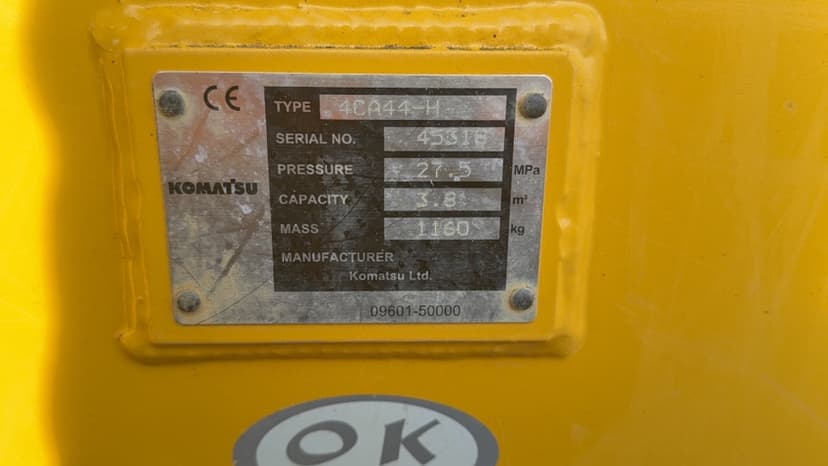 CE
TYPE 4CA44-H
SERIAL NO. 45318
PRESSURE 27.5 MPa
CAPACITY 3.8 m³
MASS 1160 kg
KOMATSU
MANUFACTURER
Komatsu Ltd.
09601-50000
OK